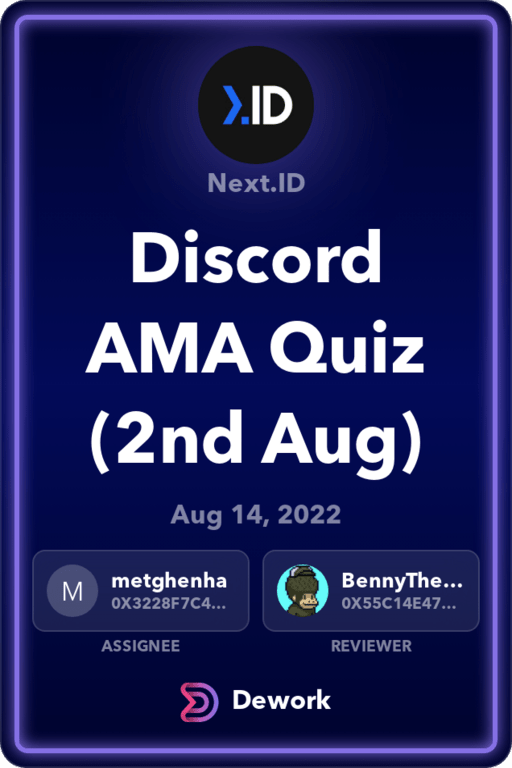 .ID
Next.ID
Discord
AMA Quiz
(2nd Aug)
Aug 14, 2022
M
metghenha
0X3228F7C4...
ASSIGNEE
BennyThe...
0X55C14E47...
REVIEWER
Dework